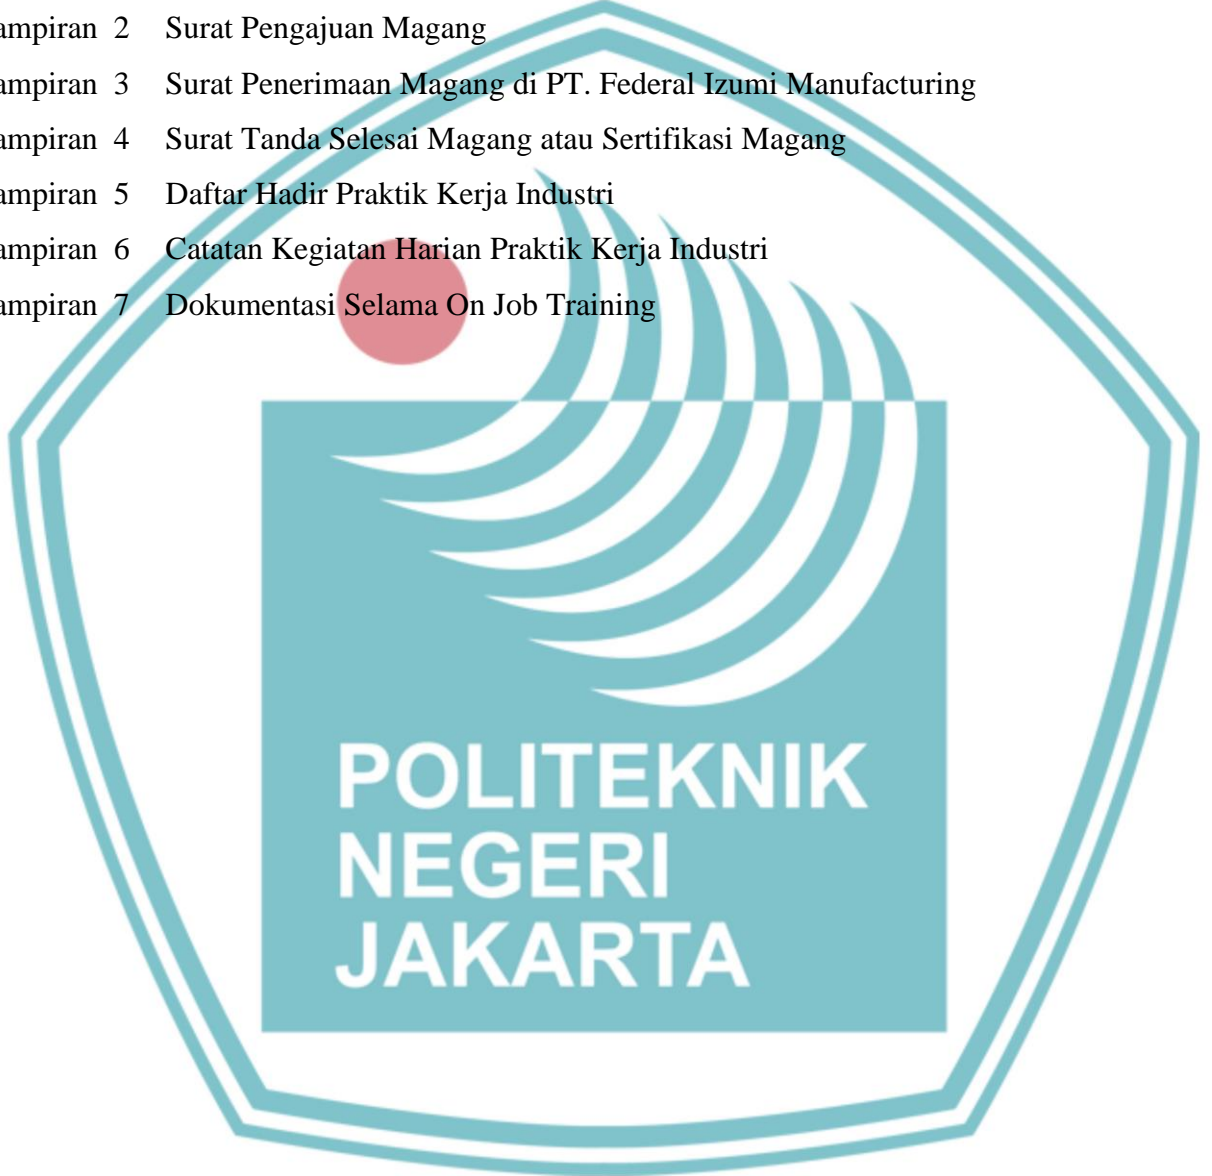 ampiran 2 Surat Pengajuan Magang
ampiran 3 Surat Penerimaan Magang di PT. Federal Izumi Manufacturing
ampiran 4 Surat Tanda Selesai Magang atau Sertifikasi Magang
ampiran 5 Daftar Hadir Praktik Kerja Industri
ampiran 6 Catatan Kegiatan Harian Praktik Kerja Industri
ampiran 7 Dokumentasi Selama On Job Training
POLITEKNIK
NEGERI
JAKARTA